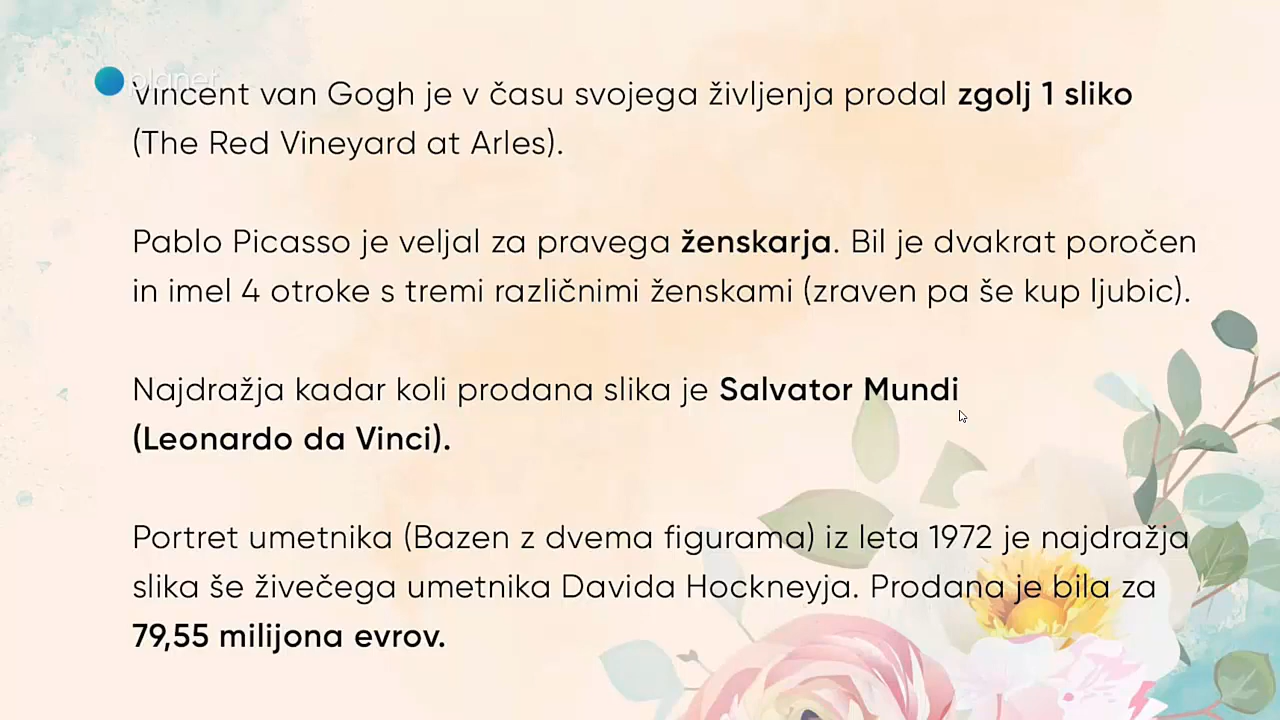 planet
Vincent van Gogh je v času svojega življenja prodal zgolj 1 sliko
(The Red Vineyard at Arles).
Pablo Picasso je veljal za pravega ženskarja. Bil je dvakrat poročen
in imel 4 otroke s tremi različnimi ženskami (zraven pa še kup ljubic).
Najdražja kadar koli prodana slika je Salvator Mundi
(Leonardo da Vinci).
Portret umetnika (Bazen z dvema figurama) iz leta 1972 je najdražja
slika še živečega umetnika Davida Hockneyja. Prodana je bila za
79,55 milijona evrov.